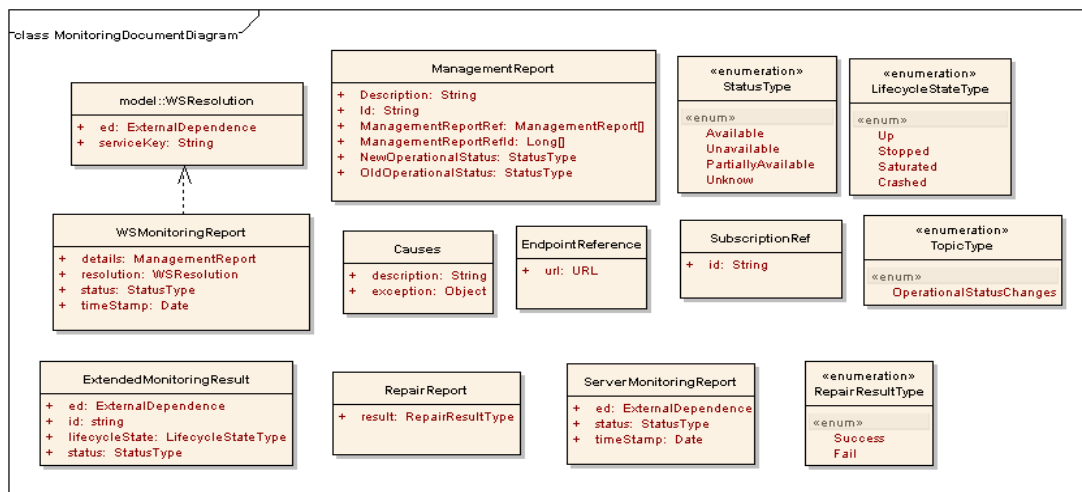 class MonitoringDocumentDiagram
model::WSResolution
+ ed: ExternalDependence
+ serviceKey: String
ManagementReport
+ Description: String
+ Id: String
+ ManagementReportRef: ManagementReport[]
+ ManagementReportRefId: Long[]
+ NewOperationalStatus: StatusType
+ OldOperationalStatus: StatusType
«enumeration»
StatusType
«enum»
Available
Unavailable
PartiallyAvailable
Unknow
«enumeration»
LifecycleStateType
«enum»
Up
Stopped
Saturated
Crashed
WSMonitoringReport
+ details: ManagementReport
+ resolution: WSResolution
+ status: StatusType
+ timeStamp: Date
Causes
+ description: String
+ exception: Object
EndpointReference
+ url: URL
SubscriptionRef
+ id: String
«enumeration»
TopicType
«enum»
OperationalStatusChanges
ExtendedMonitoringResult
+ ed: ExternalDependence
+ id: string
+ lifecycleState: LifecycleStateType
+ status: StatusType
RepairReport
+ result: RepairResultType
ServerMonitoringReport
+ ed: ExternalDependence
+ status: StatusType
+ timeStamp: Date
«enumeration»
RepairResultType
«enum»
Success
Fail